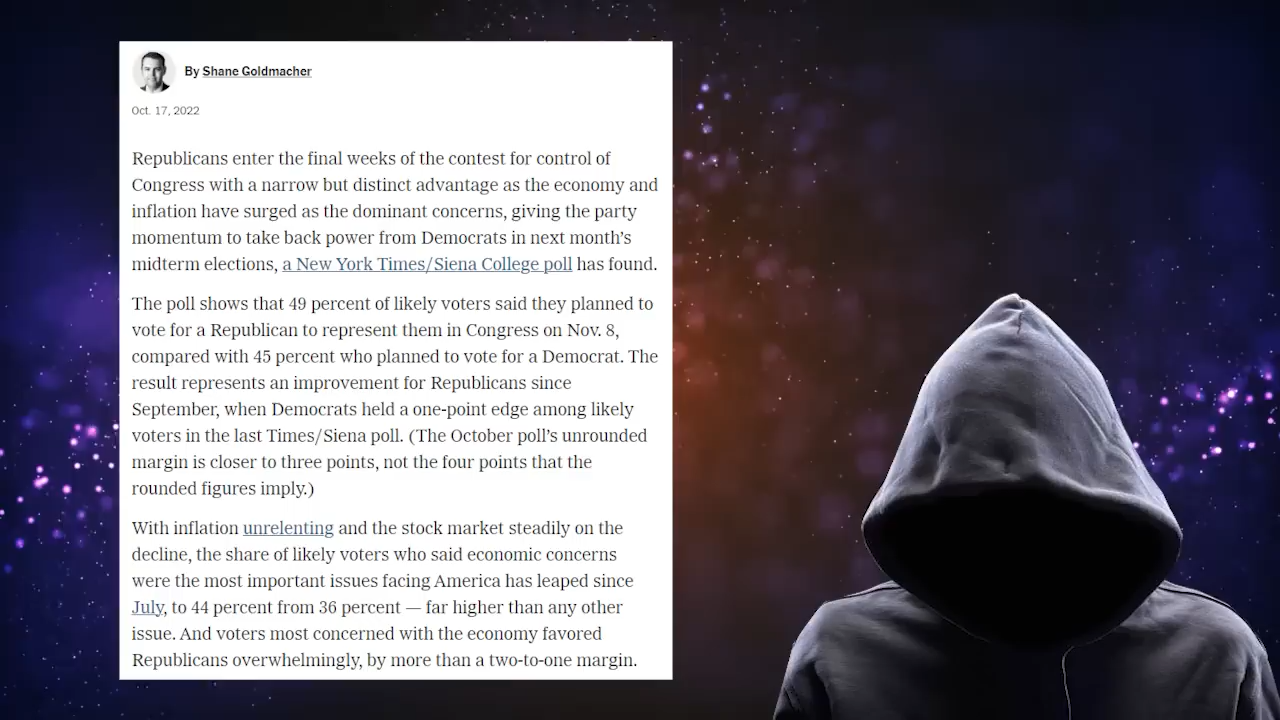 By Shane Goldmacher
Oct. 17, 2022
Republicans enter the final weeks of the contest for control of
Congress with a narrow but distinct advantage as the economy and
inflation have surged as the dominant concerns, giving the party
momentum to take back power from Democrats in next month’s
midterm elections, a New York Times/Siena College poll has found.
The poll shows that 49 percent of likely voters said they planned to
vote for a Republican to represent them in Congress on Nov. 8,
compared with 45 percent who planned to vote for a Democrat. The
result represents an improvement for Republicans since
September, when Democrats held a one-point edge among likely
voters in the last Times/Siena poll. (The October poll’s unrounded
margin is closer to three points, not the four points that the
rounded figures imply.)
With inflation unrelenting and the stock market steadily on the
decline, the share of likely voters who said economic concerns
were the most important issues facing America has leaped since
July, to 44 percent from 36 percent — far higher than any other
issue. And voters most concerned with the economy favored
Republicans overwhelmingly, by more than a two-to-one margin.